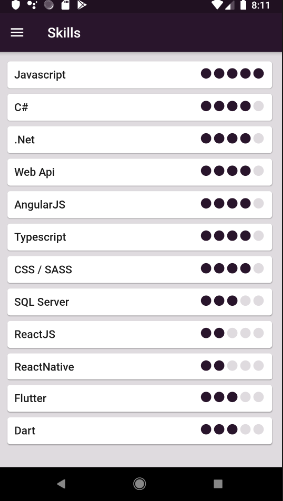 8:11
Skills
Javascript
C#
.Net
Web Api
AngularJS
Typescript
CSS / SASS
SQL Server
ReactJS
ReactNative
Flutter
Dart